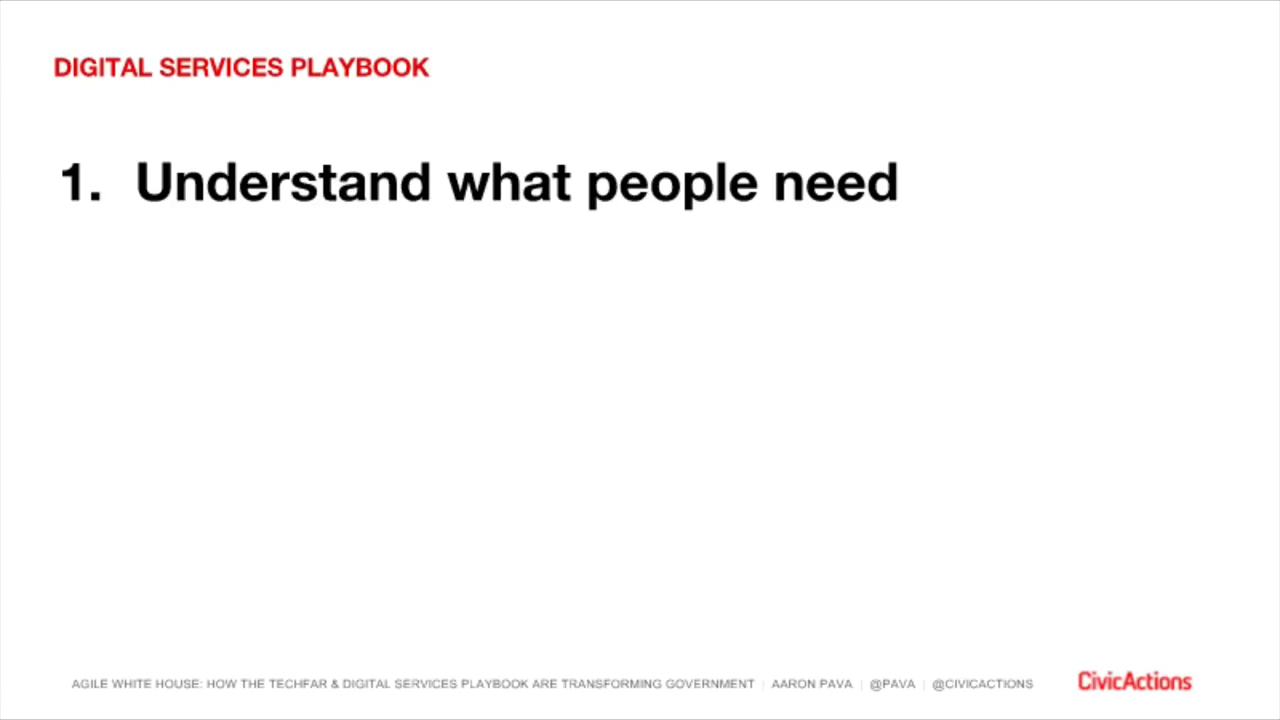 DIGITAL SERVICES PLAYBOOK
1. Understand what people need
AGILE WHITE HOUSE: HOW THE TECHFAR & DIGITAL SERVICES PLAYBOOK ARE TRANSFORMING GOVERNMENT | AARON PAVA | @PAVA | @CIVICACTIONS
CivicActions